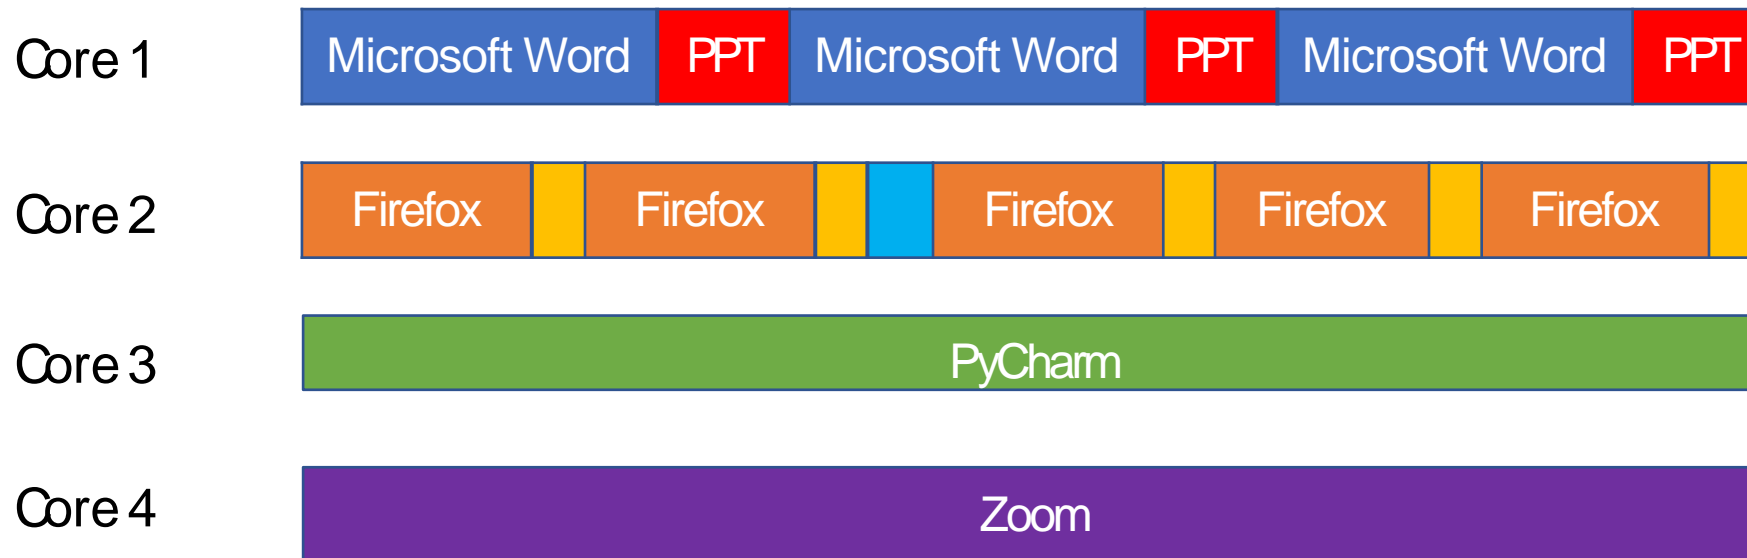 Core 1 Microsoft Word PPT Microsoft Word PPT Microsoft Word PPT
Core 2 Firefox Firefox Firefox Firefox Firefox
Core 3 PyCharm
Core 4 Zoom